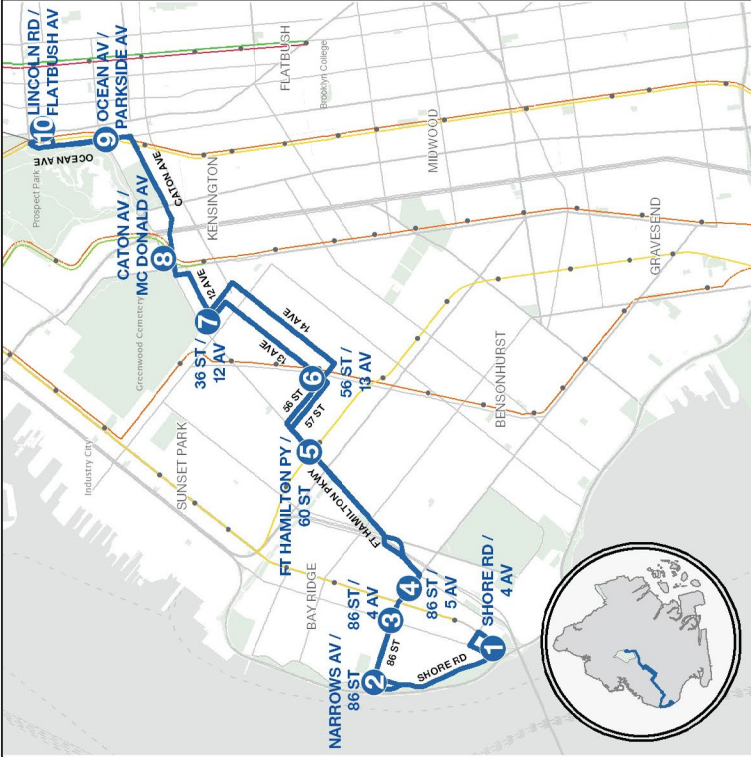 10
LINCOLN RD /
FLATBUSH AV
9
OCEAN AV /
PARKSIDE AV
OCEAN AVE
Prospect Park
FLATBUSH
Brooklyn College
CATON AVE
CATON AV /
MC DONALD AV
8
KENSINGTON
MIDWOOD
12 AVE
7
36 ST /
12 AV
Greenwood Cemetery
14 AVE
13 AVE
GRAVESEND
6
56 ST /
13 AV
56 ST
57 ST
BENSONHURST
SUNSET PARK
Industry City
5
FT HAMILTON PY /
60 ST
FT HAMILTON PKWY
4
86 ST /
5 AV
BAY RIDGE
3
86 ST /
4 AV
86 ST
2
NARROWS AV /
86 ST
SHORE RD
1
SHORE RD /
4 AV